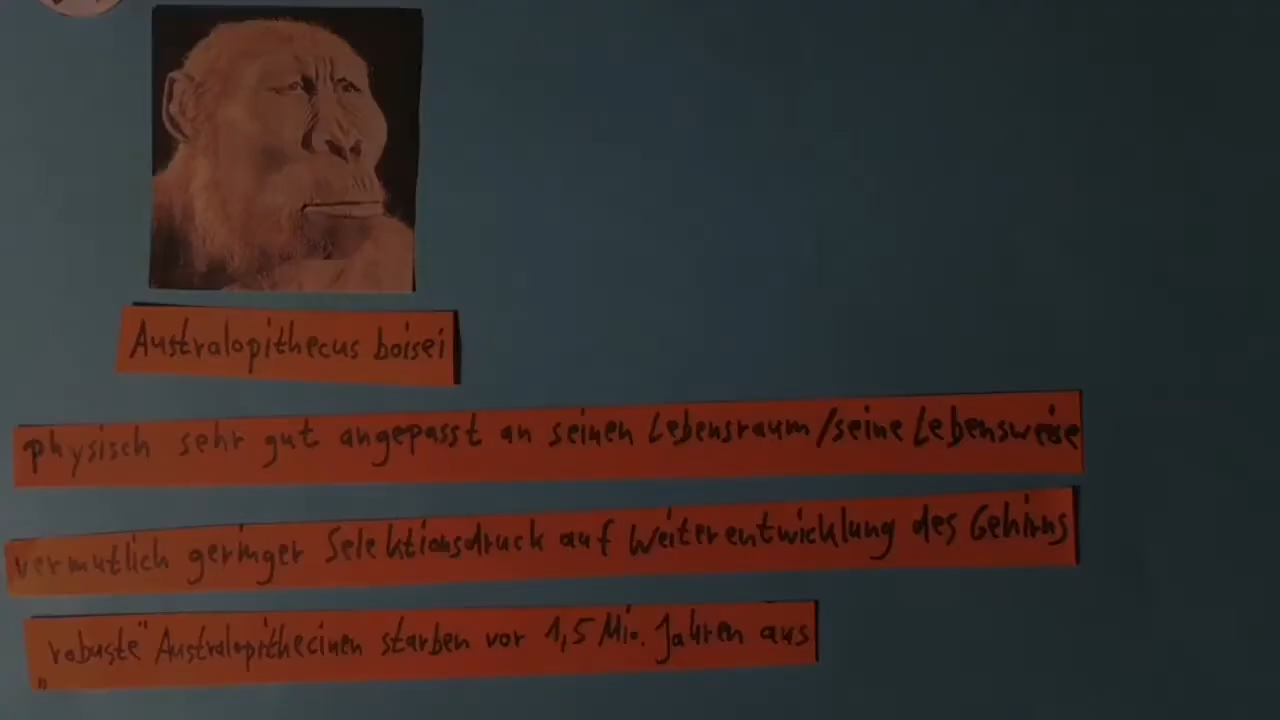 Australopithecus boisei
physisch sehr gut angepasst an seinen Lebensraum/seine Lebensweise
vermutlich geringer Selektionsdruck auf Weiterentwicklung des Gehirns
„robuste" Australopithecinen starben vor 1,5 Mio. Jahren aus